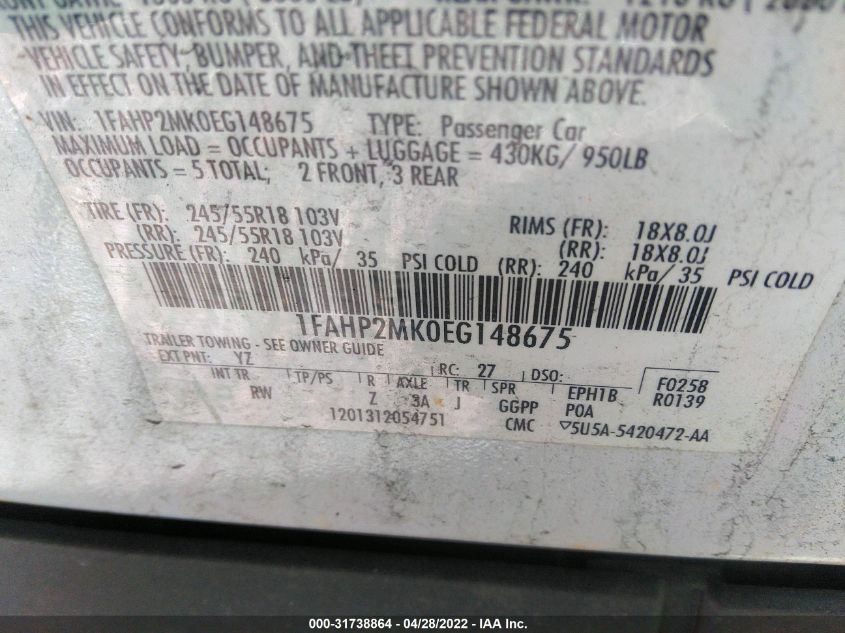 THIS VEHICLE CONFORMS TO ALL APPLICABLE FEDERAL MOTOR
VEHICLE SAFETY, BUMPER, AND THEFT PREVENTION STANDARDS
IN EFFECT ON THE DATE OF MANUFACTURE SHOWN ABOVE.
VIN: 1FAHP2MK0EG148675 TYPE: Passenger Car
MAXIMUM LOAD = OCCUPANTS + LUGGAGE = 430KG/ 950LB
OCCUPANTS = 5 TOTAL; 2 FRONT, 3 REAR
TIRE (FR): 245/55R18 103V RIMS (FR): 18X8.0J
(RR): 245/55R18 103V (RR): 18X8.0J
PRESSURE (FR): 240 kPa/ 35 PSI COLD (RR): 240 kPa/ 35 PSI COLD
1FAHP2MK0EG148675
TRAILER TOWING - SEE OWNER GUIDE
EXT PNT: YZ RC: 27 DSO: F0258
INT TR TP/PS R AXLE TR SPR EPH1B R0139
RW Z 3A J GGPP POA
1201312054751 CMC ▽5U5A-5420472-AA
000-31738864 / 04/28/2022 - IAA Inc.